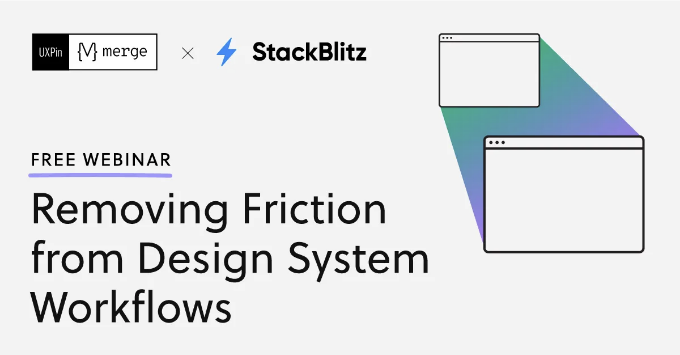 UXPin {M} merge × StackBlitz
FREE WEBINAR
Removing Friction
from Design System
Workflows